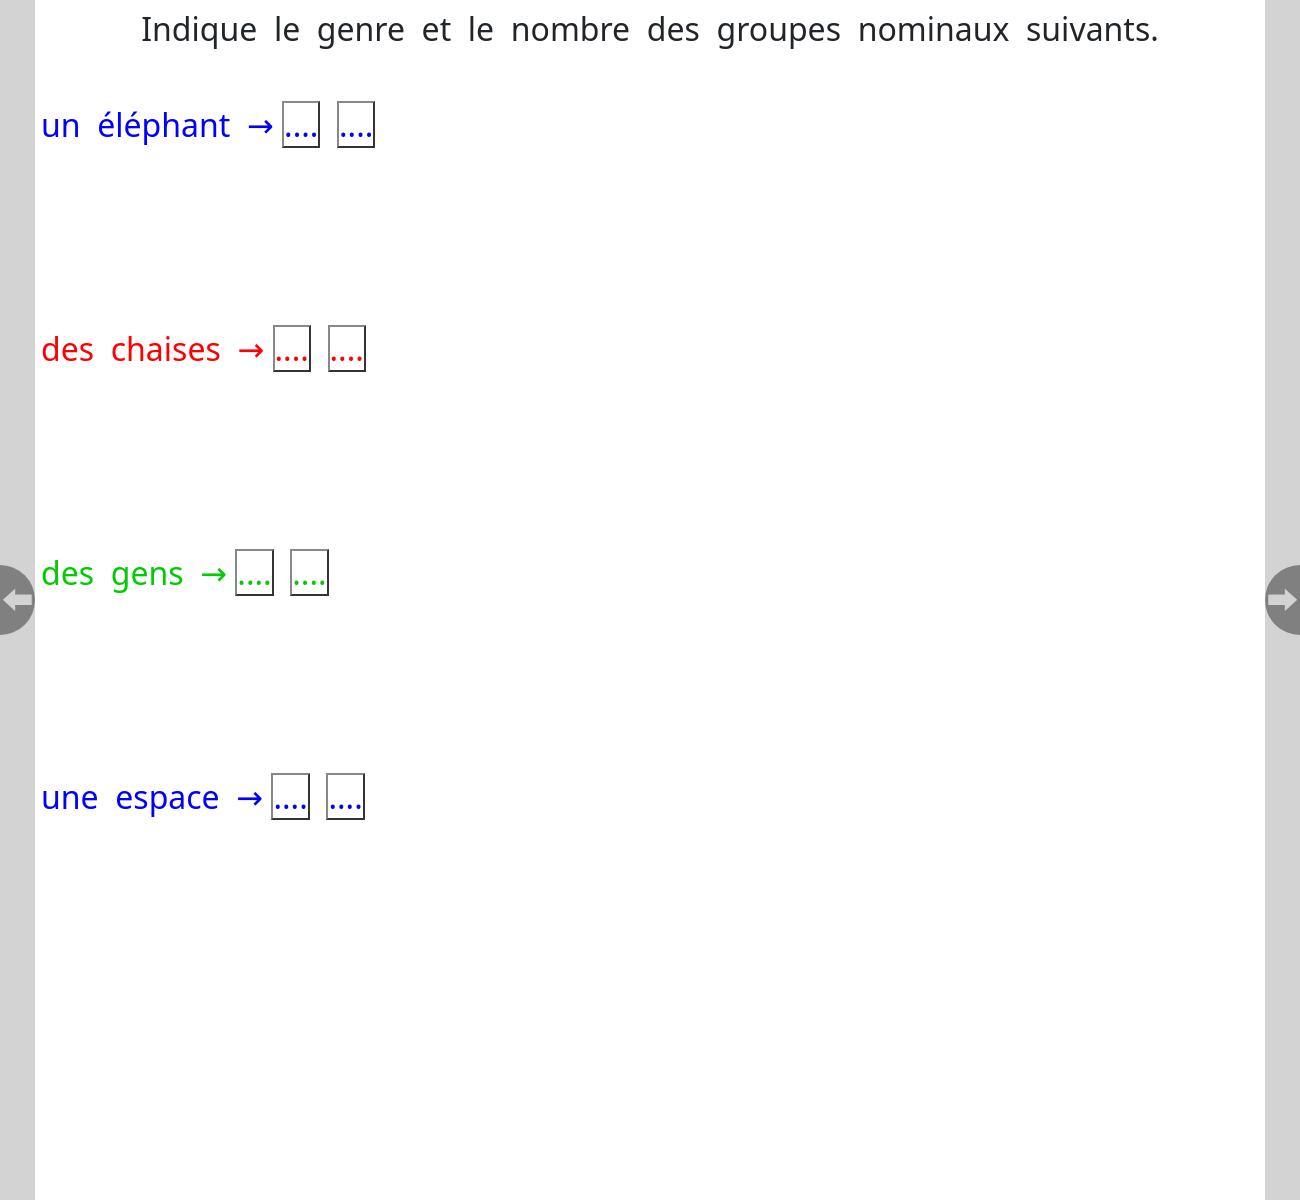 Indique le genre et le nombre des groupes nominaux suivants.
un éléphant → .... ....
des chaises → .... ....
des gens → .... ....
une espace → .... ....